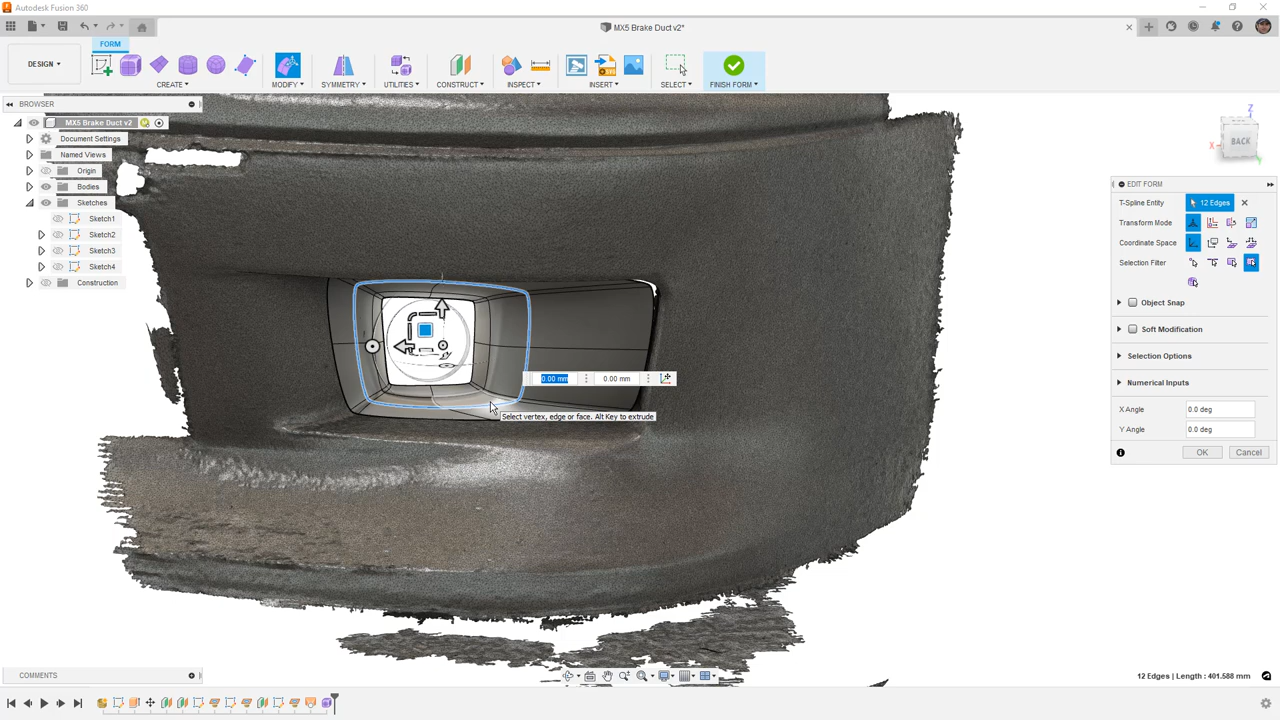 Autodesk Fusion 360
MX5 Brake Duct v2*
FORM
DESIGN
CREATE
MODIFY
SYMMETRY
UTILITIES
CONSTRUCT
INSPECT
INSERT
SELECT
FINISH FORM
BROWSER
MX5 Brake Duct v2
Document Settings
Named Views
Origin
Bodies
Sketches
Sketch1
Sketch2
Sketch3
Sketch4
Construction
Z
BACK
X
EDIT FORM
T-Spline Entity
12 Edges
Transform Mode
Coordinate Space
Selection Filter
Object Snap
Soft Modification
Selection Options
Numerical Inputs
X Angle 0.0 deg
Y Angle 0.0 deg
OK Cancel
0.00 mm 0.00 mm
Select vertex, edge or face. Alt Key to extrude
COMMENTS
12 Edges | Length : 401.588 mm